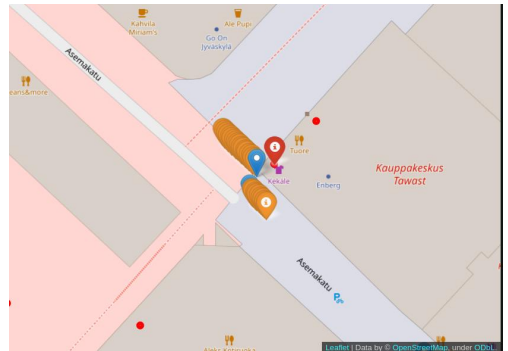 Kahvila
Miriam's
Ale Pupi
Go On
Jyväskylä
Asemakatu
eans&more
Tuore
Kekäle
Enberg
Kauppakeskus
Tawast
Asemakatu
Leaflet | Data by © OpenStreetMap, under ODbL.